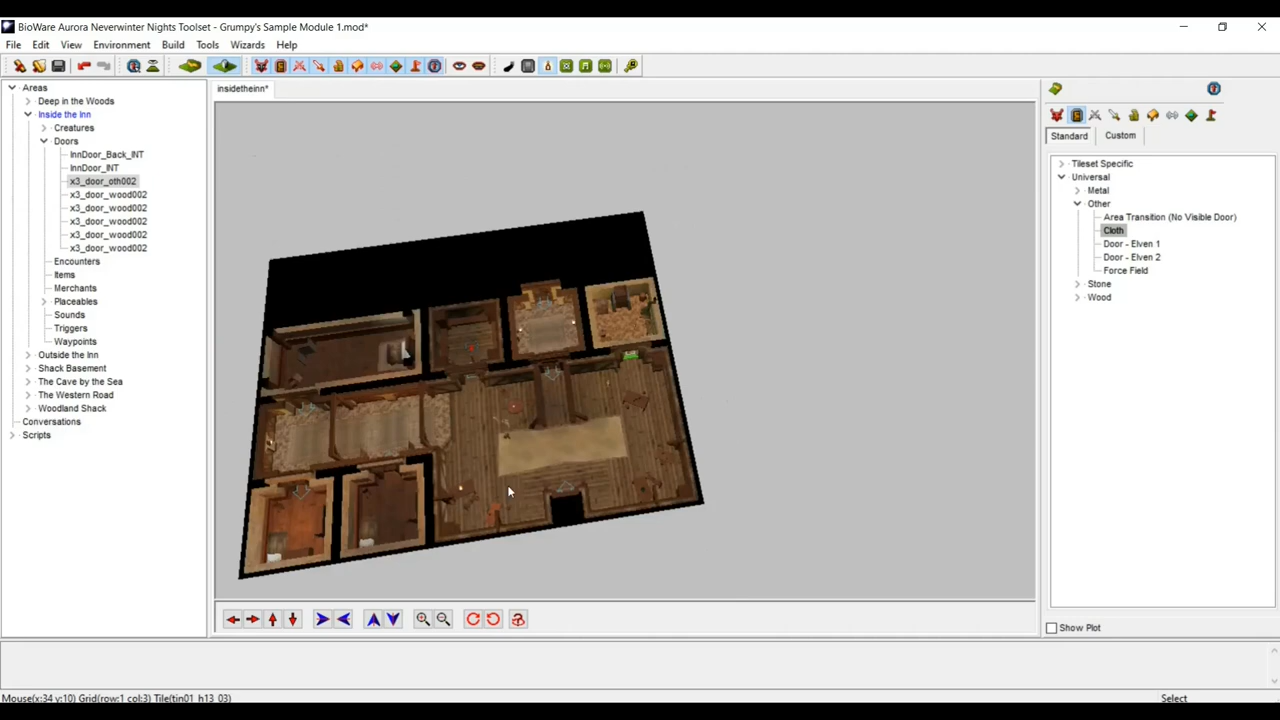 BioWare Aurora Neverwinter Nights Toolset - Grumpy's Sample Module 1.mod*
File Edit View Environment Build Tools Wizards Help
Areas
Deep in the Woods
Inside the Inn
Creatures
Doors
InnDoor_Back_INT
InnDoor_INT
x3_door_oth002
x3_door_wood002
x3_door_wood002
x3_door_wood002
x3_door_wood002
x3_door_wood002
Encounters
Items
Merchants
Placeables
Sounds
Triggers
Waypoints
Outside the Inn
Shack Basement
The Cave by the Sea
The Western Road
Woodland Shack
Conversations
Scripts
insidetheinn*
Standard Custom
Tileset Specific
Universal
Metal
Other
Area Transition (No Visible Door)
Cloth
Door - Elven 1
Door - Elven 2
Force Field
Stone
Wood
Show Plot
Mouse(x:34 y:10) Grid(row:1 col:3) Tile(tin01_h13_03) Select